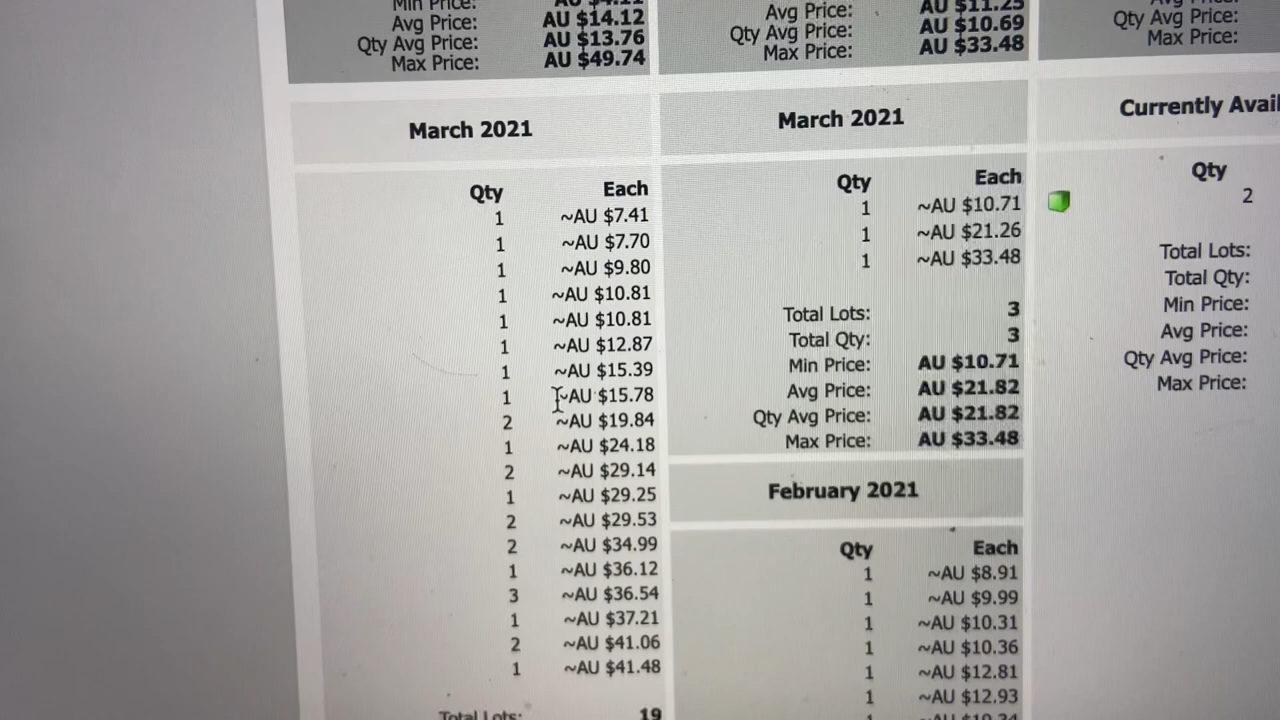 Min Price:
Avg Price: AU $14.12
Qty Avg Price: AU $13.76
Max Price: AU $49.74
March 2021
Qty Each
1 ~AU $7.41
1 ~AU $7.70
1 ~AU $9.80
1 ~AU $10.81
1 ~AU $10.81
1 ~AU $12.87
1 ~AU $15.39
1 ~AU $15.78
2 ~AU $19.84
1 ~AU $24.18
2 ~AU $29.14
1 ~AU $29.25
2 ~AU $29.53
2 ~AU $34.99
1 ~AU $36.12
3 ~AU $36.54
1 ~AU $37.21
2 ~AU $41.06
1 ~AU $41.48
Total Lots: 19
Avg Price: AU $11.25
Qty Avg Price: AU $10.69
Max Price: AU $33.48
March 2021
Qty Each
1 ~AU $10.71
1 ~AU $21.26
1 ~AU $33.48
Total Lots: 3
Total Qty: 3
Min Price: AU $10.71
Avg Price: AU $21.82
Qty Avg Price: AU $21.82
Max Price: AU $33.48
February 2021
Qty Each
1 ~AU $8.91
1 ~AU $9.99
1 ~AU $10.31
1 ~AU $10.36
1 ~AU $12.81
1 ~AU $12.93
Qty Avg Price:
Max Price:
Currently Avail
Qty
2
Total Lots:
Total Qty:
Min Price:
Avg Price:
Qty Avg Price:
Max Price: